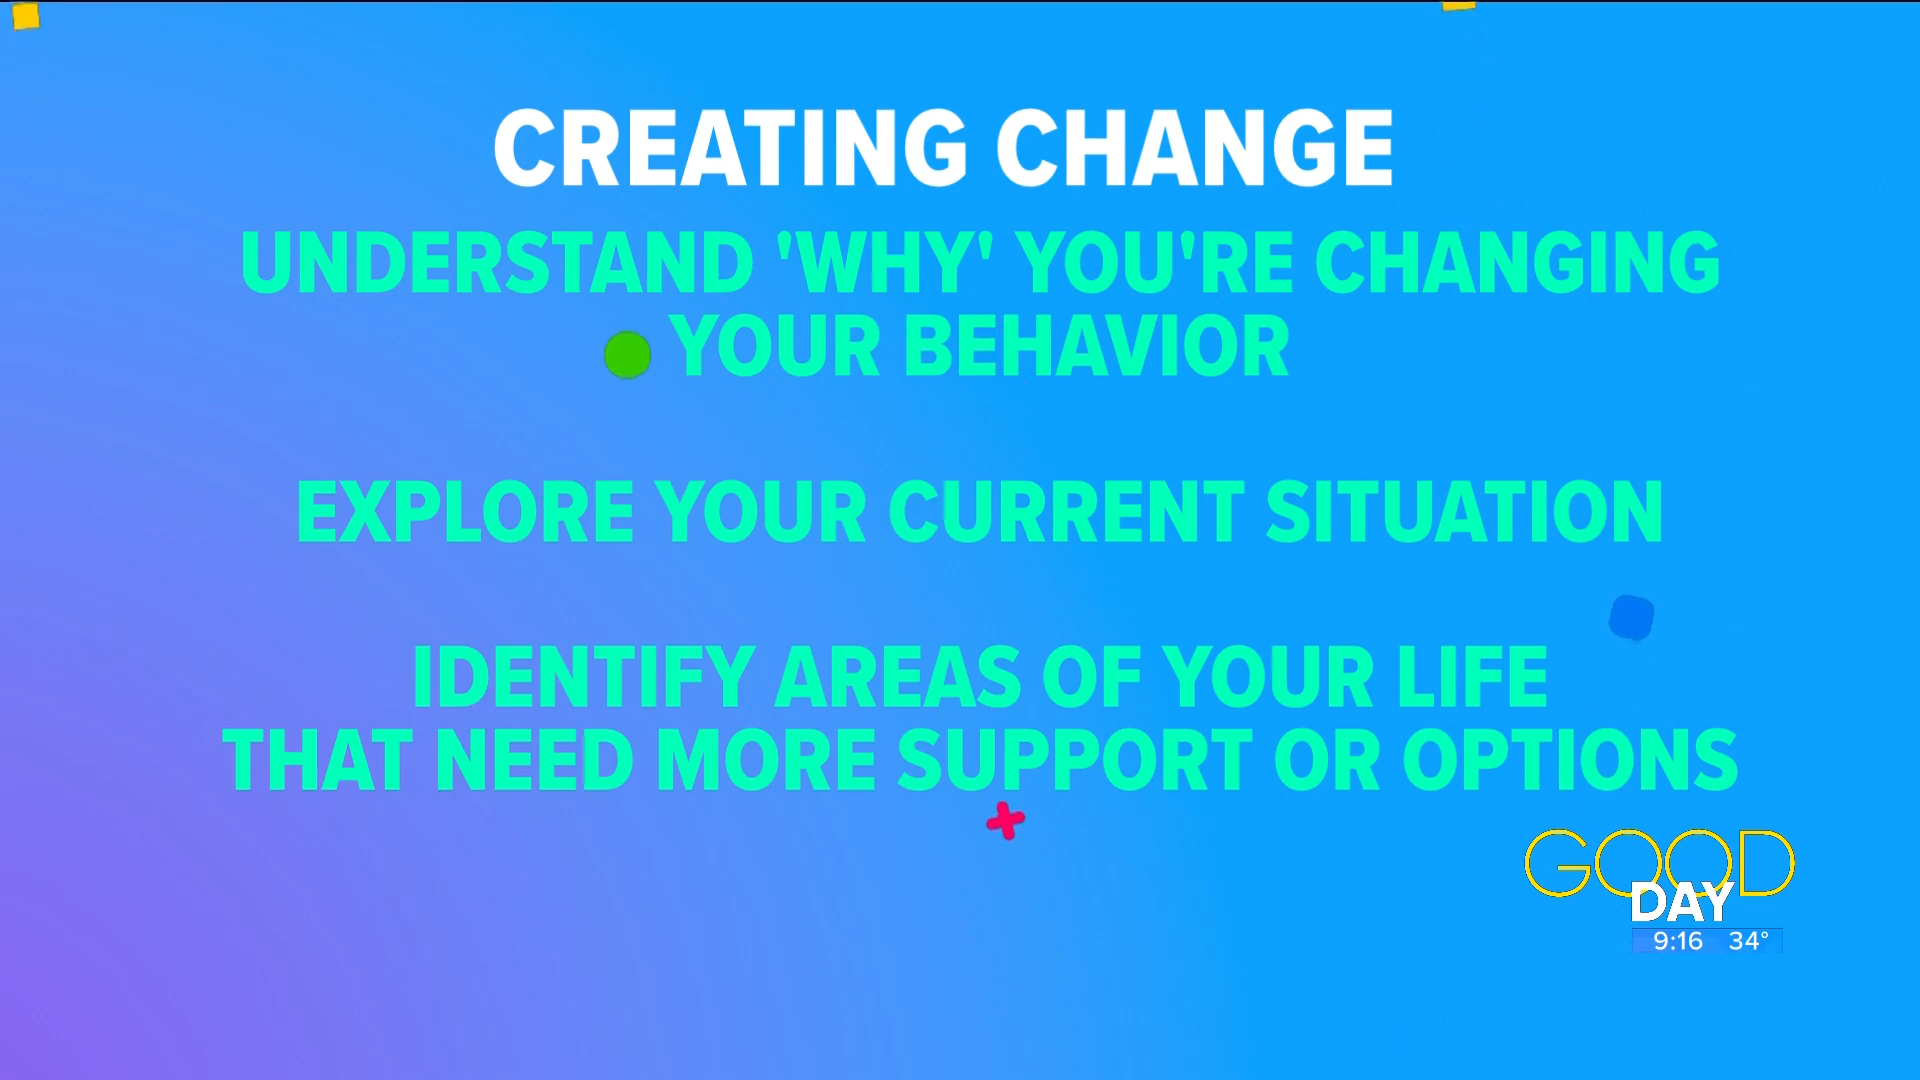 CREATING CHANGE
UNDERSTAND 'WHY' YOU'RE CHANGING
YOUR BEHAVIOR
EXPLORE YOUR CURRENT SITUATION
IDENTIFY AREAS OF YOUR LIFE
THAT NEED MORE SUPPORT OR OPTIONS
GOOD
DAY
9:16 34°